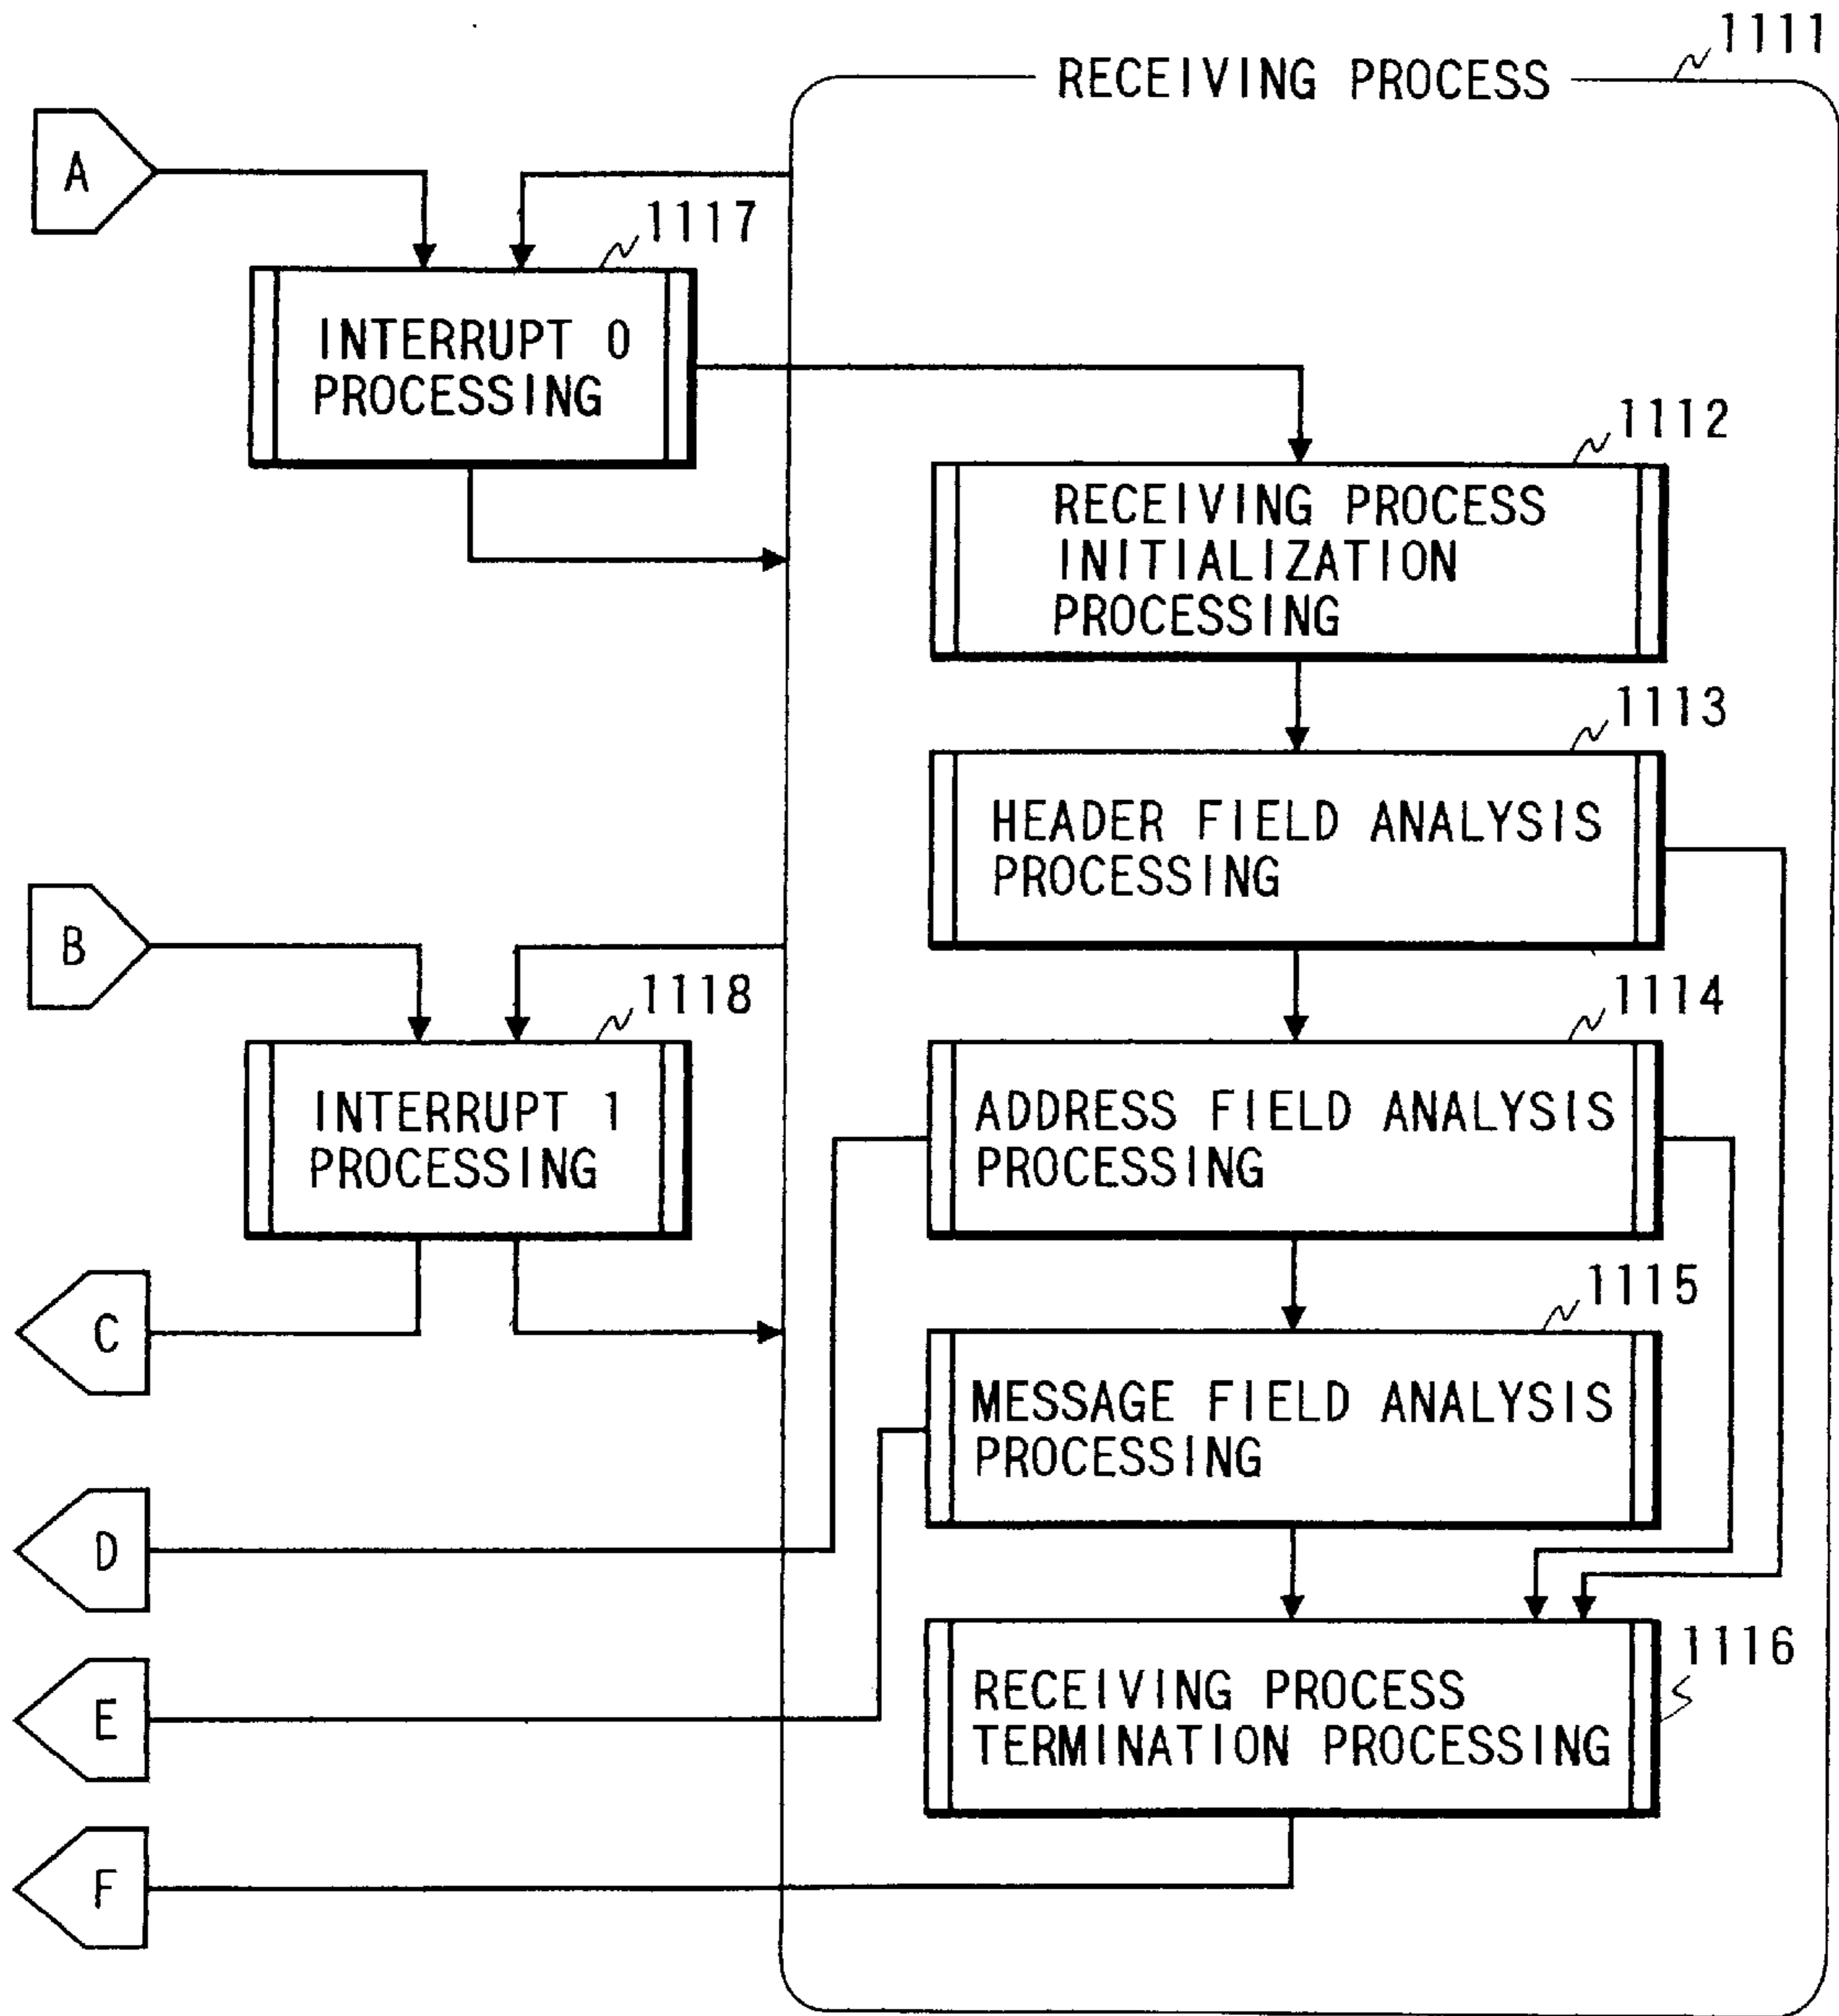 1111
RECEIVING PROCESS
A
1117
INTERRUPT 0
PROCESSING
1112
RECEIVING PROCESS
INITIALIZATION
PROCESSING
1113
HEADER FIELD ANALYSIS
PROCESSING
B
1118
INTERRUPT 1
PROCESSING
1114
ADDRESS FIELD ANALYSIS
PROCESSING
C
1115
MESSAGE FIELD ANALYSIS
PROCESSING
D
1116
RECEIVING PROCESS
TERMINATION PROCESSING
E
F